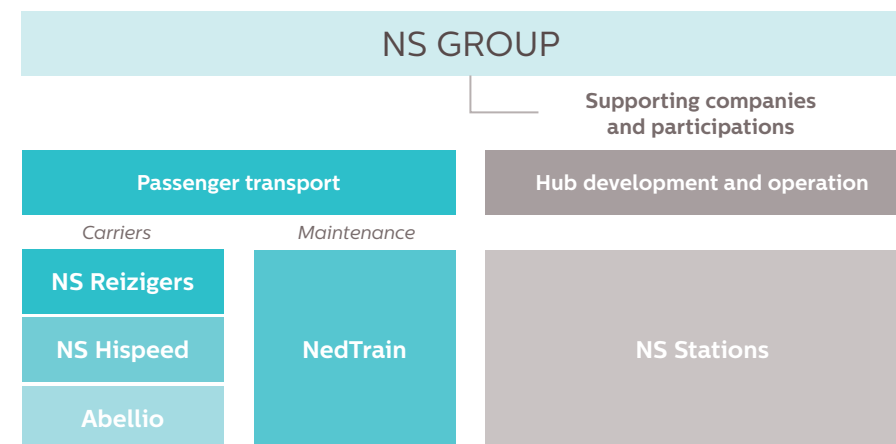 NS GROUP
Supporting companies
and participations
Passenger transport
Hub development and operation
Carriers
Maintenance
NS Reizigers
NS Hispeed
Abellio
NedTrain
NS Stations